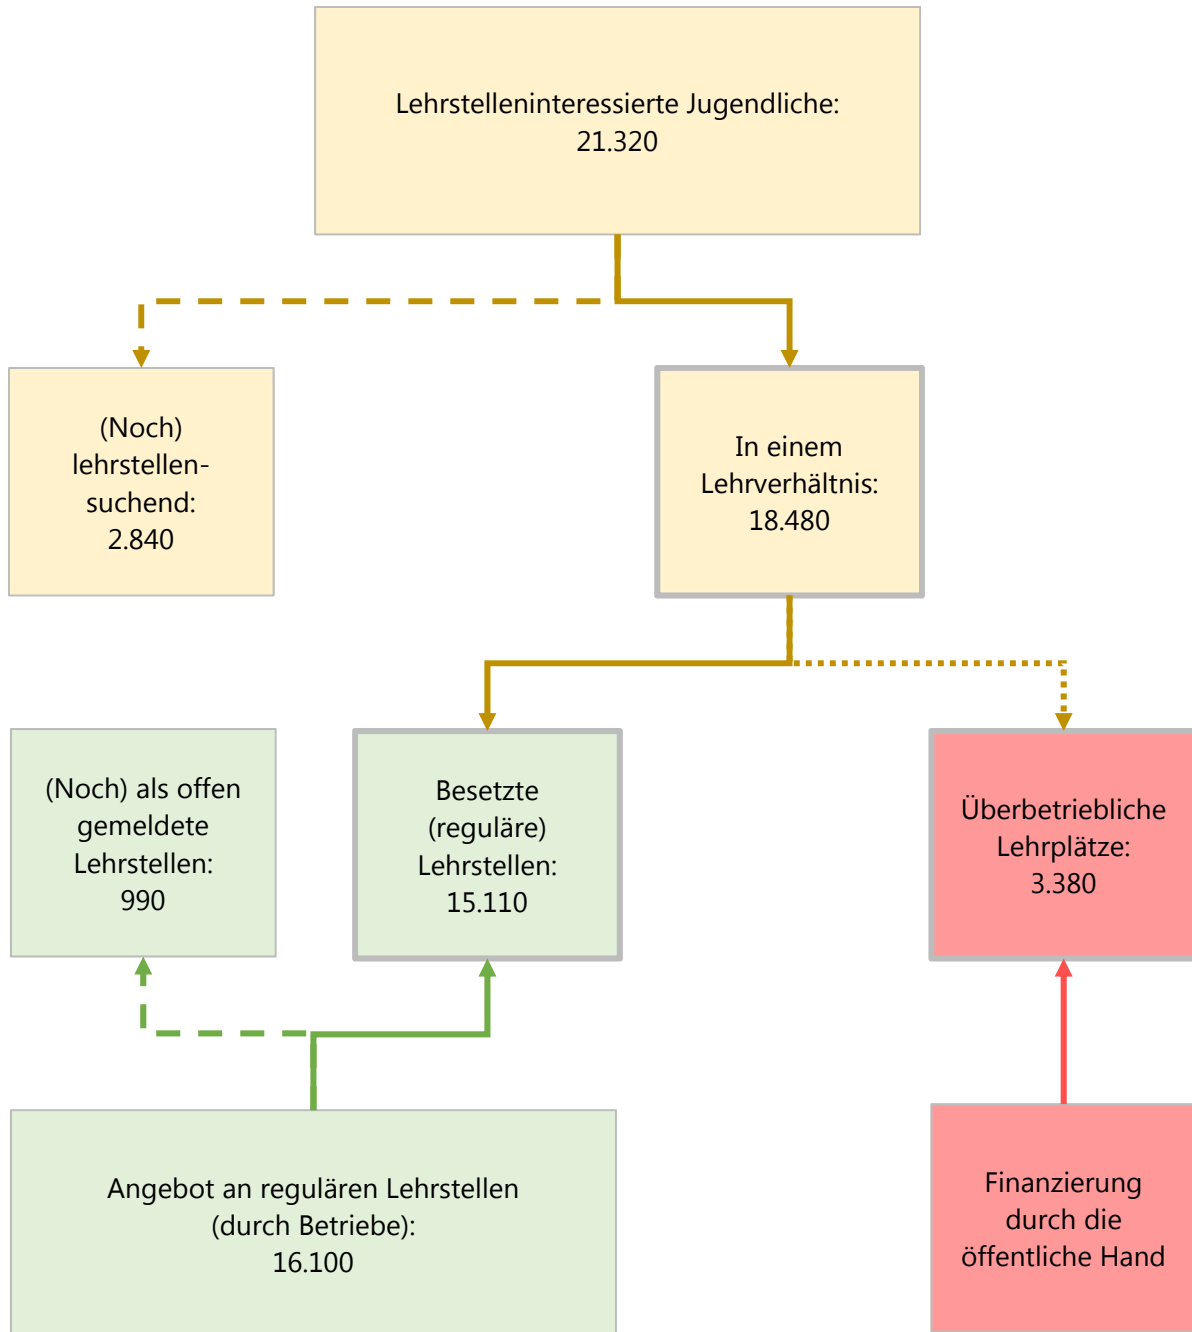 Lehrstelleninteressierte Jugendliche:
21.320
(Noch)
lehrstellen-
suchend:
2.840
In einem
Lehrverhältnis:
18.480
(Noch) als offen
gemeldete
Lehrstellen:
990
Besetzte
(reguläre)
Lehrstellen:
15.110
Überbetriebliche
Lehrplätze:
3.380
Angebot an regulären Lehrstellen
(durch Betriebe):
16.100
Finanzierung
durch die
öffentliche Hand